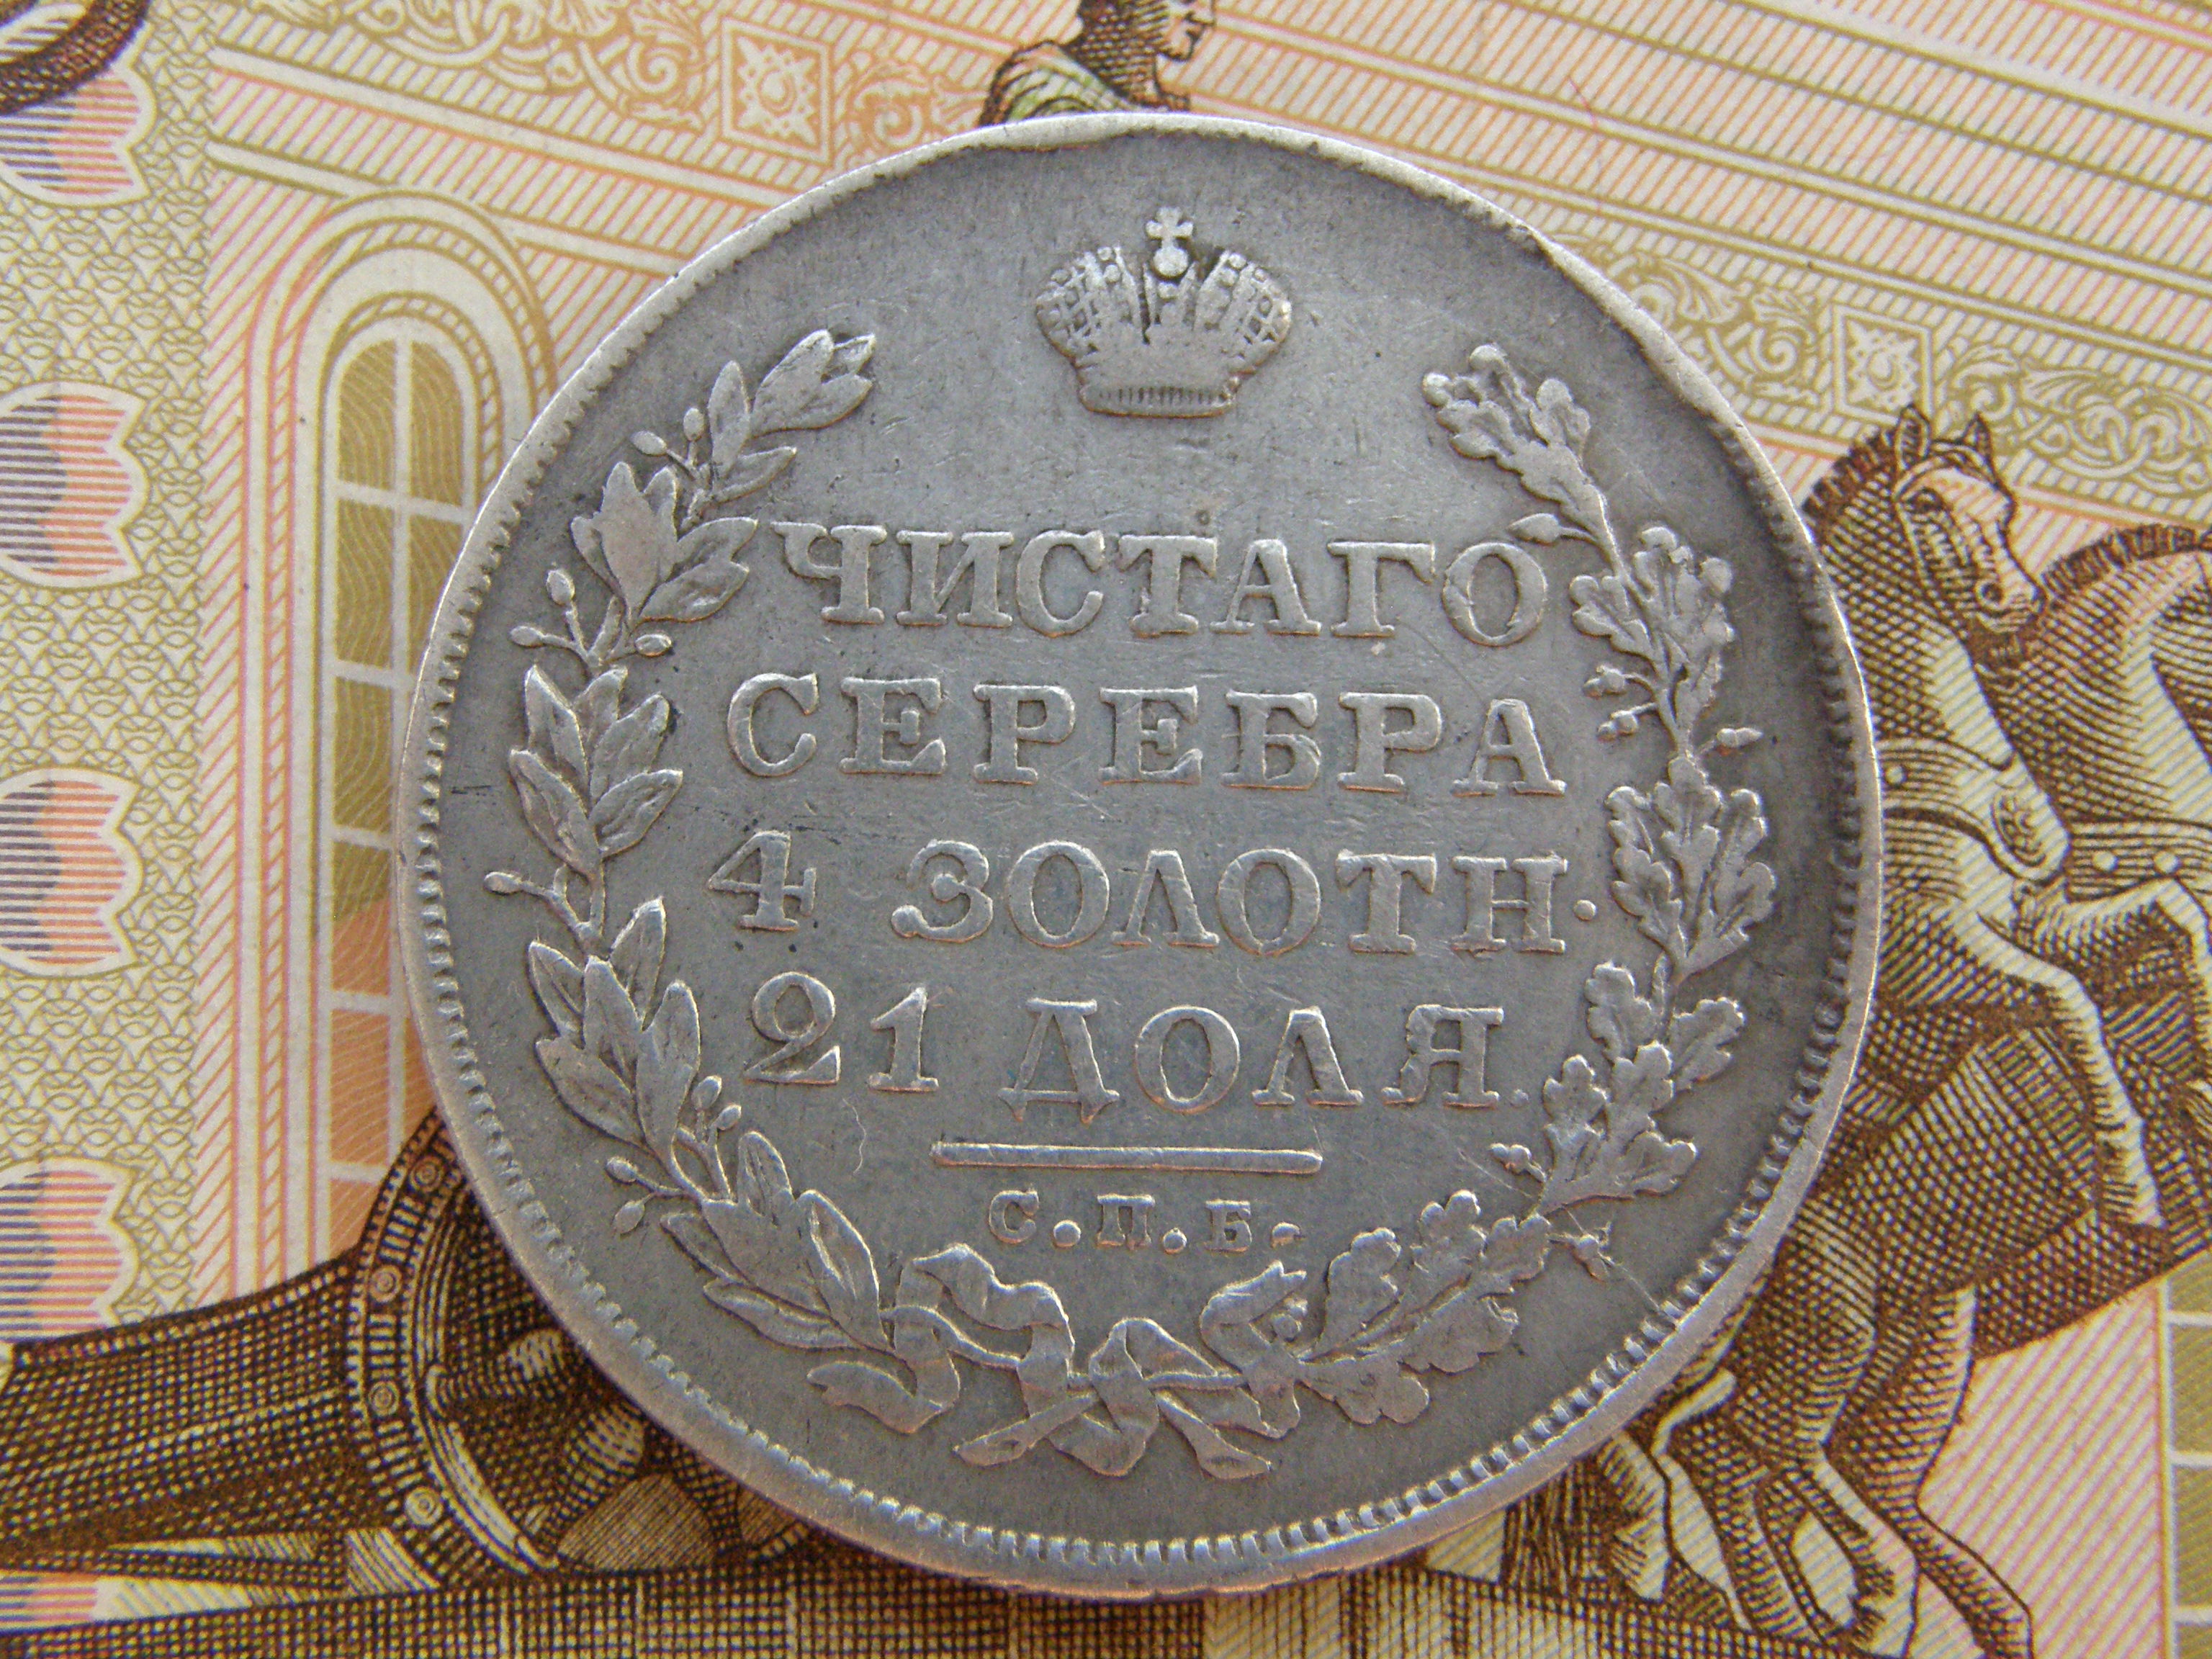 ЧИСТАГО
СЕРЕБРА
4 ЗОЛОТН.
21 ДОЛЯ.
С.П.Б.